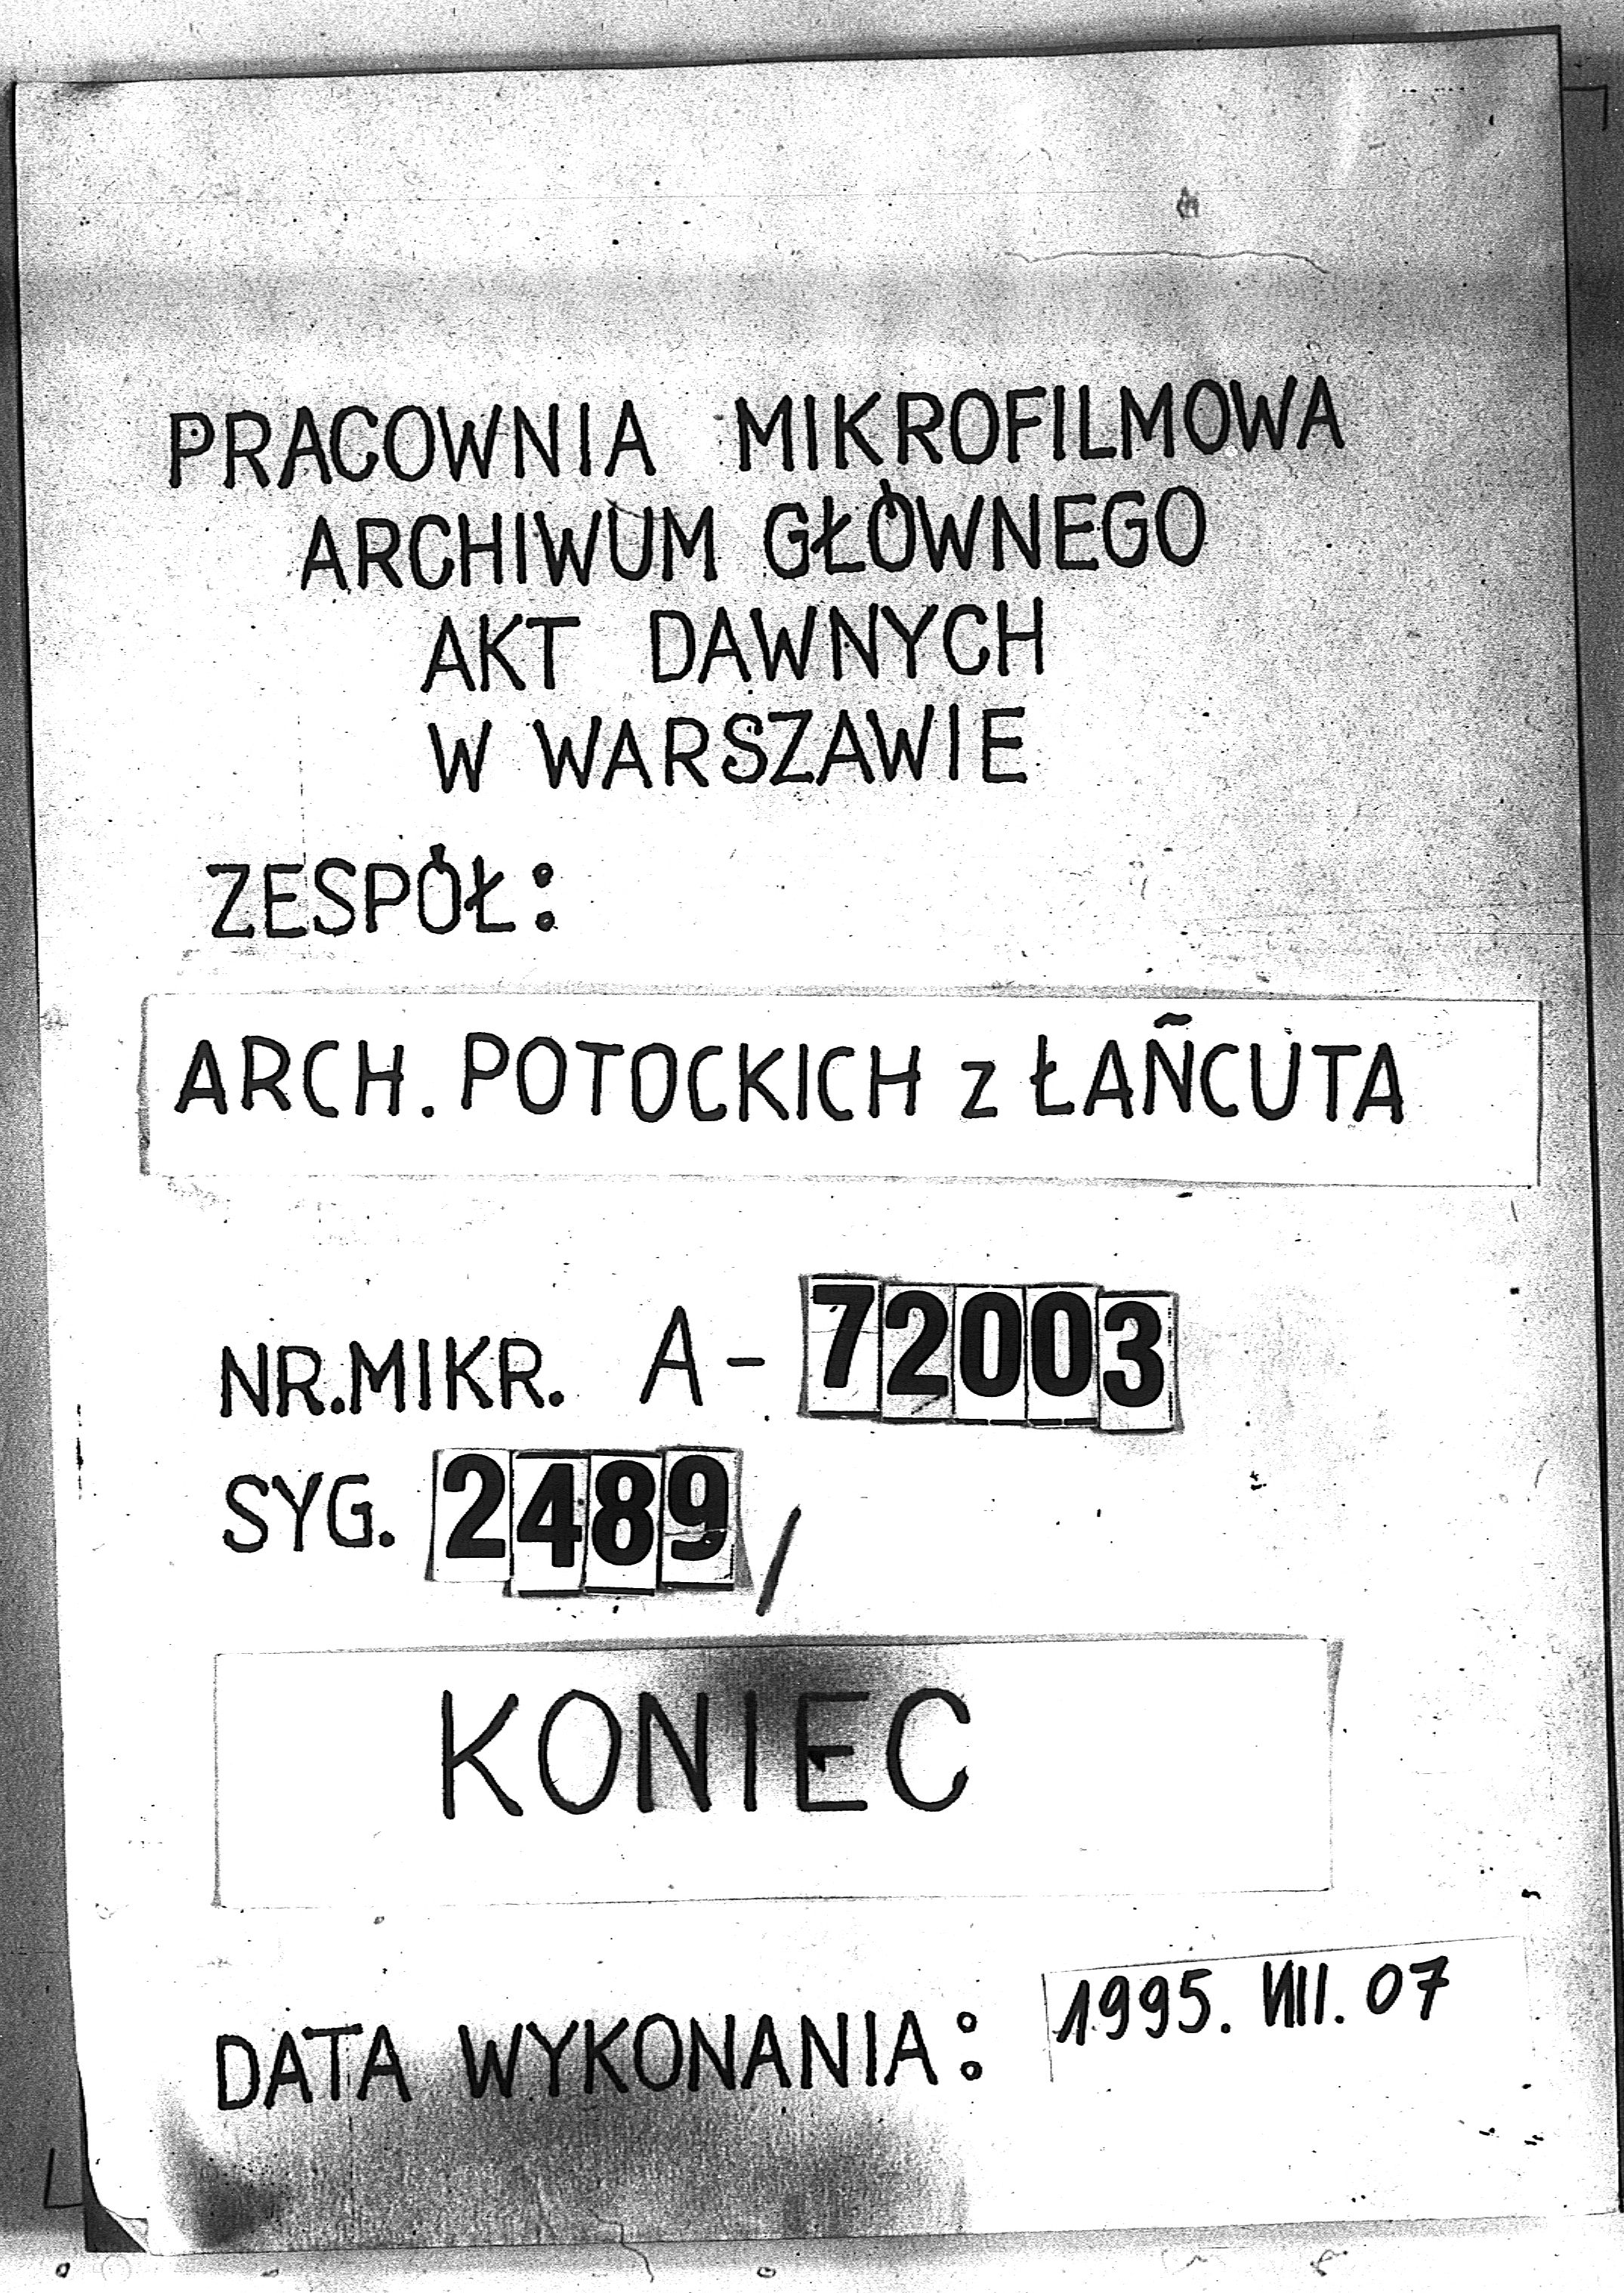 PRACOWNIA MIKROFILMOWA
ARCHIWUM GŁÓWNEGO
AKT DAWNYCH
W WARSZAWIE
ZESPÓŁ:
ARCH. POTOCKICH z ŁAŃCUTA
NR.MIKR. A-72003
SYG. 2489/
KONIEC
DATA WYKONANIA: 1995. VIII. 07